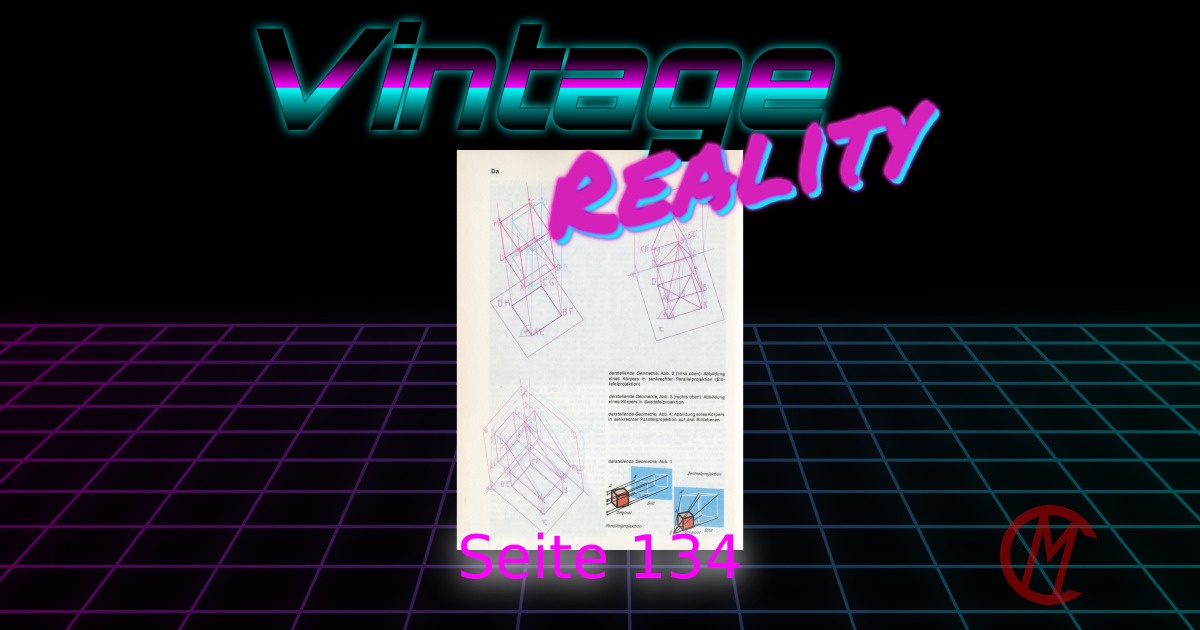 Vintage
REALITY
Da
darstellende Geometrie, Abb. 2 (links oben): Abbildung
eines Körpers in senkrechter Parallelprojektion (Ein-
tafelprojektion)
darstellende Geometrie, Abb. 3 (rechts oben): Abbildung
eines Körpers in Zweitafelprojektion
darstellende Geometrie, Abb. 4: Abbildung eines Körpers
in senkrechter Parallelprojektion auf drei Bildebenen
darstellende Geometrie, Abb. 1
Zentralprojektion
Bild
Original
Parallelprojektion
Bild
Seite 134